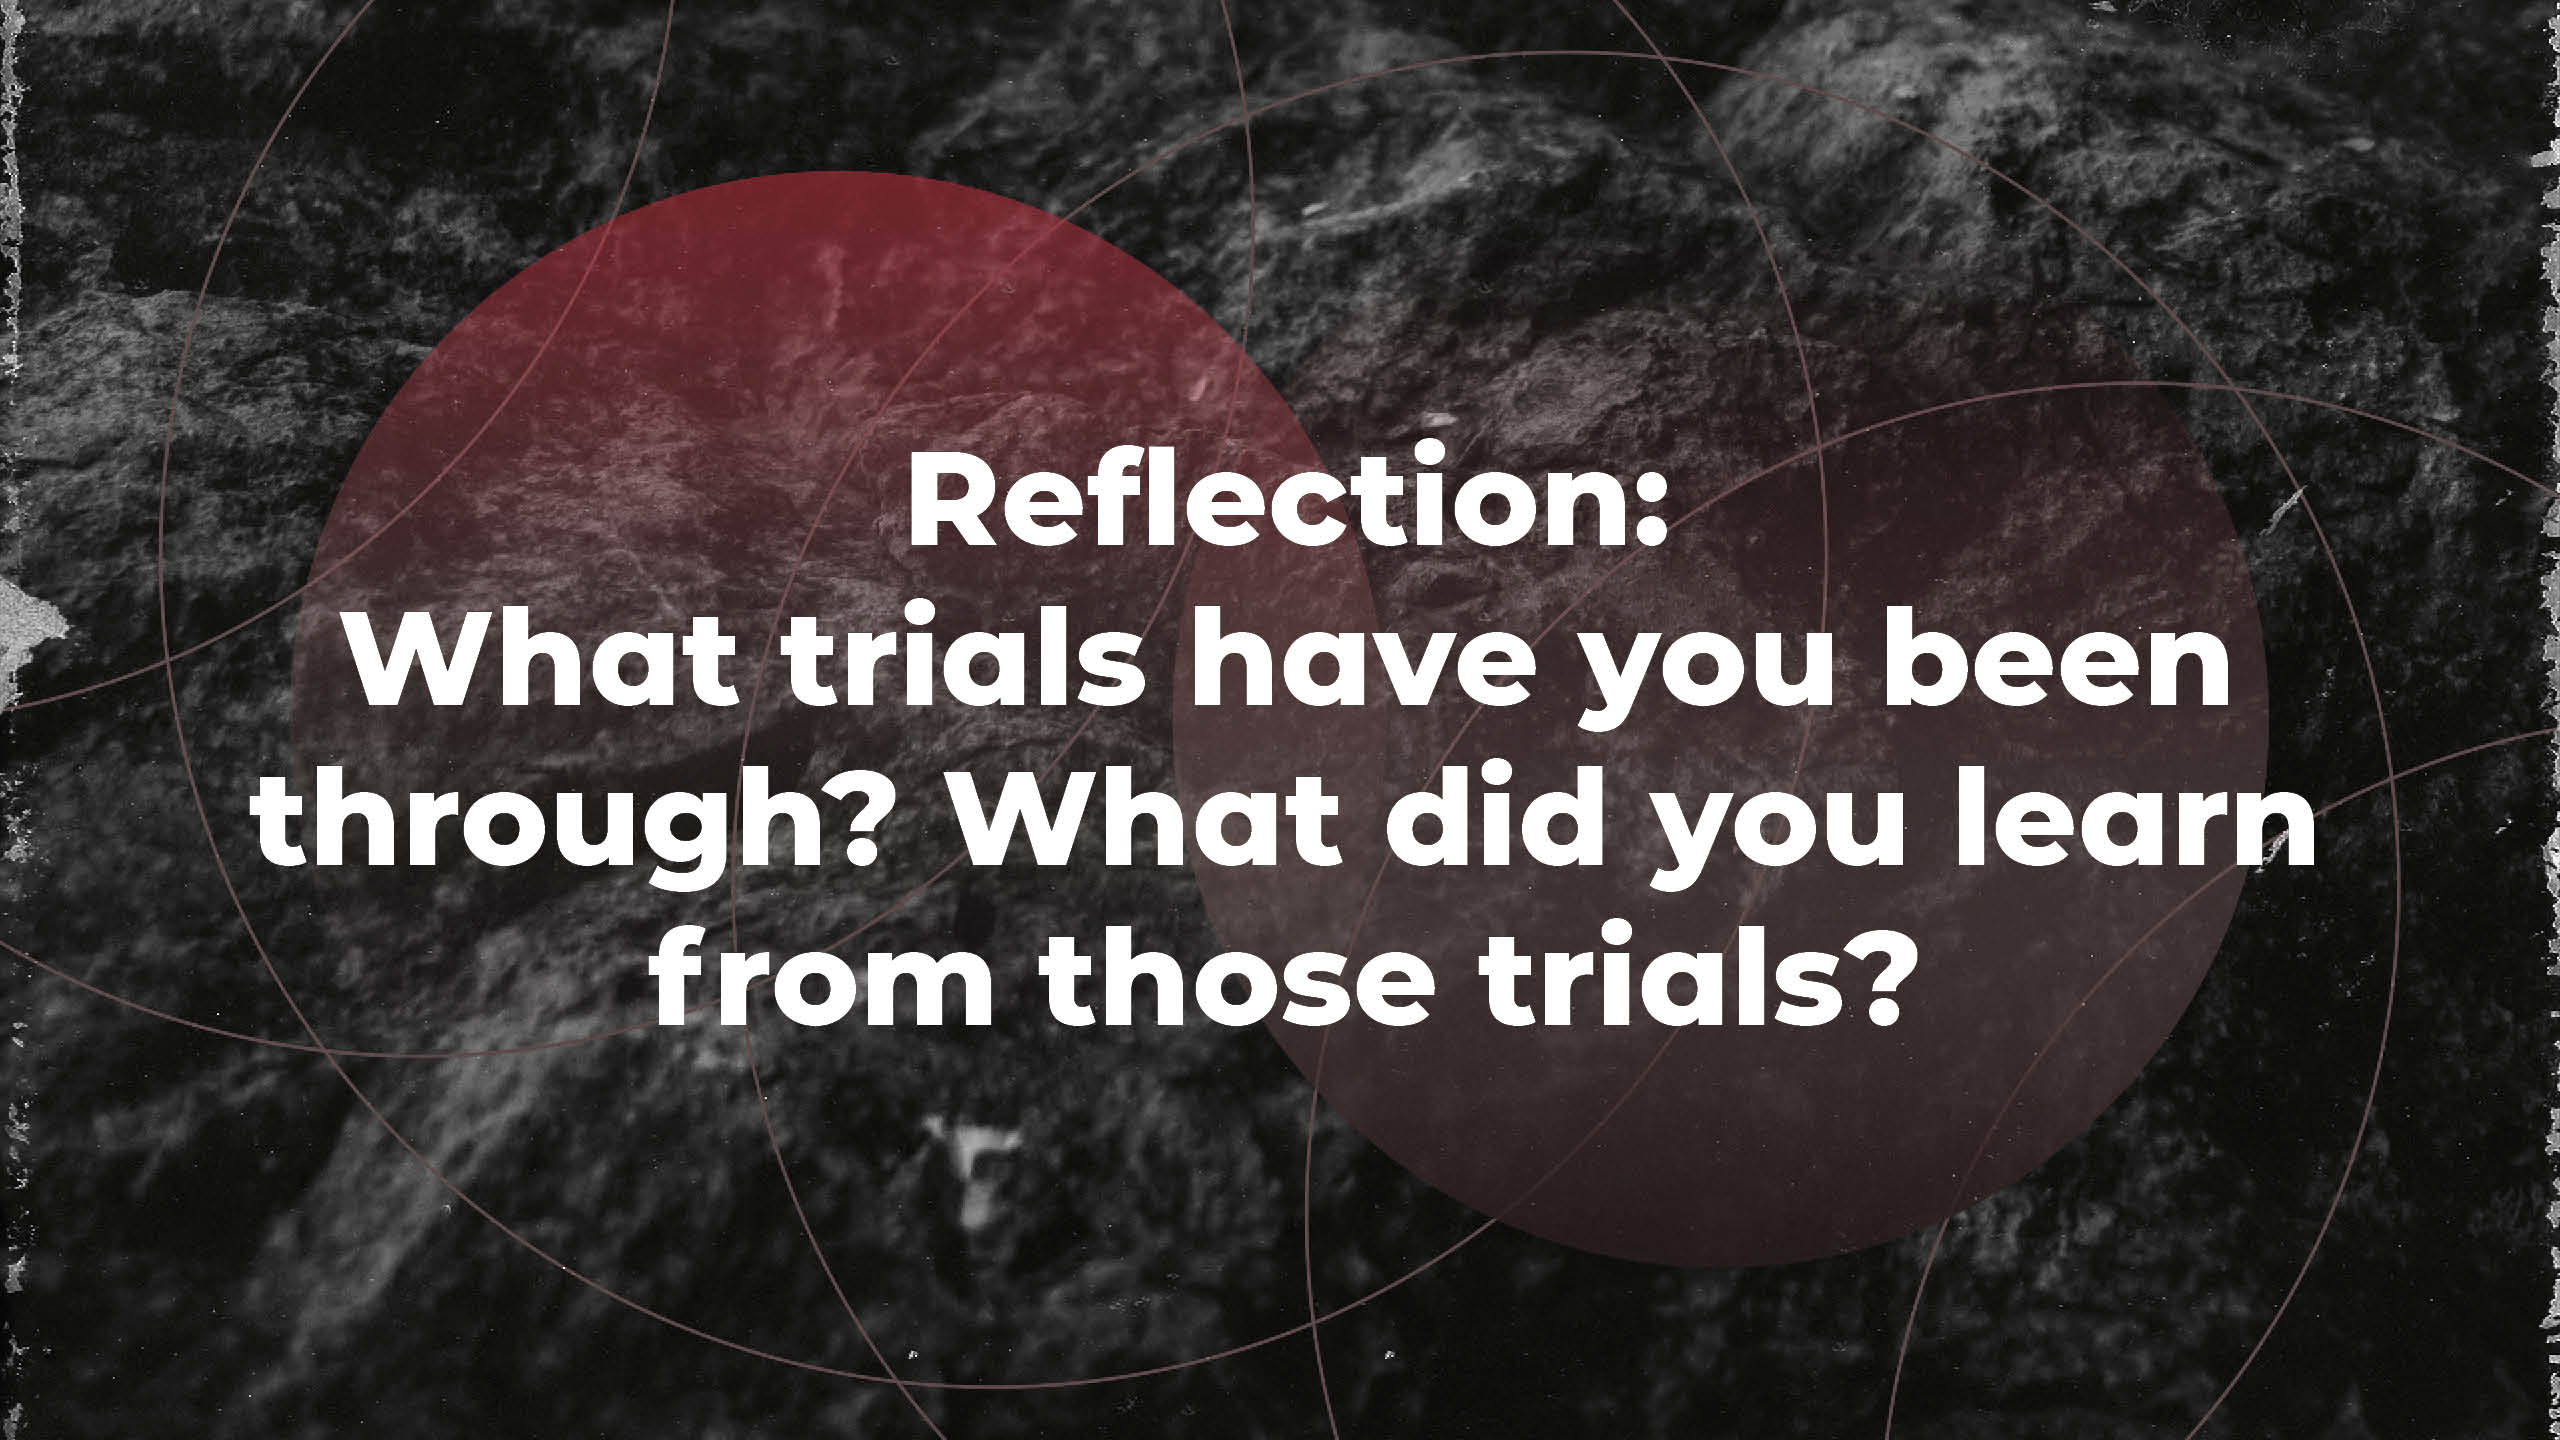 Reflection:
What trials have you been
through? What did you learn
from those trials?